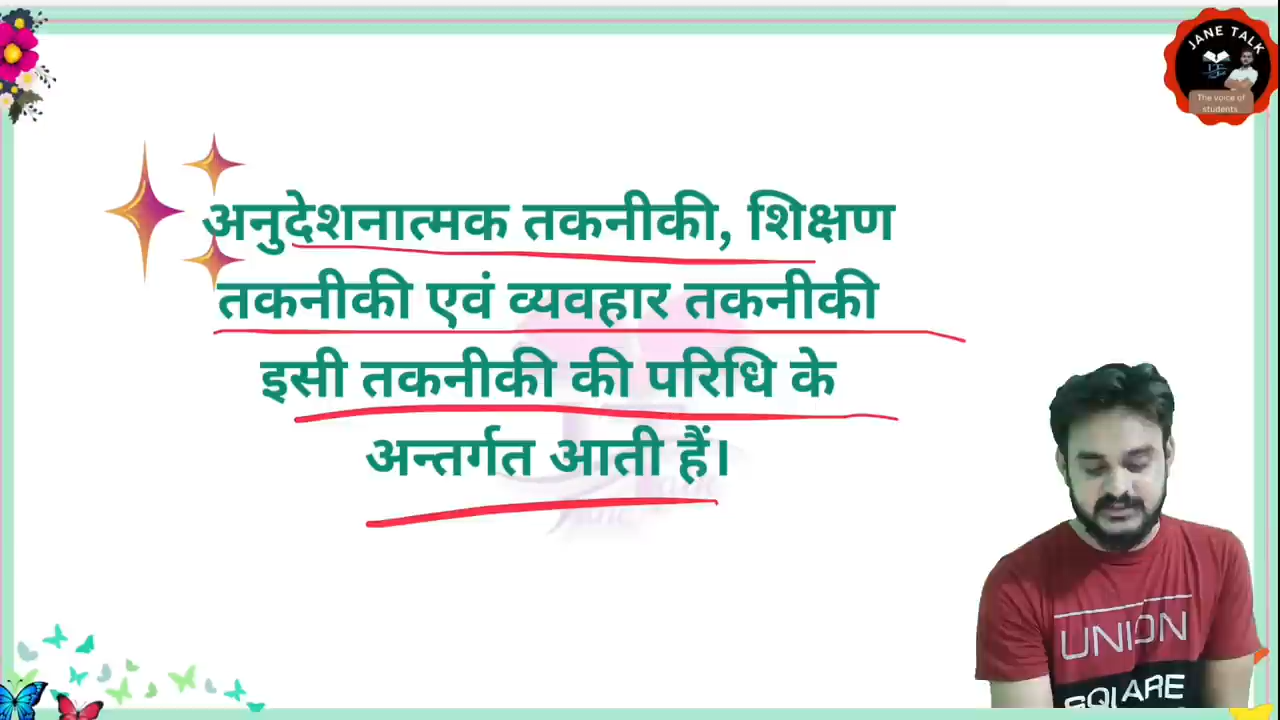 JANE TALK
The voice of
students
अनुदेशनात्मक तकनीकी, शिक्षण
तकनीकी एवं व्यवहार तकनीकी
इसी तकनीकी की परिधि के
अन्तर्गत आती हैं।
UNION
SQUARE